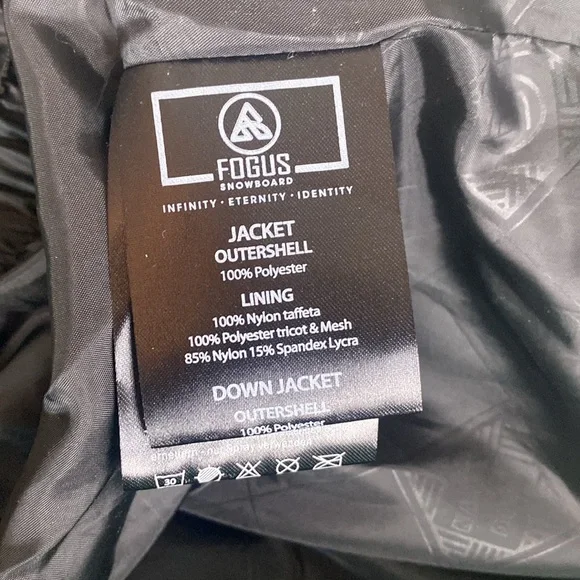 FOGUS
SNOWBOARD
INFINITY · ETERNITY · IDENTITY
JACKET
OUTERSHELL
100% Polyester
LINING
100% Nylon taffeta
100% Polyester tricot & Mesh
85% Nylon 15% Spandex Lycra
DOWN JACKET
OUTERSHELL
100% Polyester
30